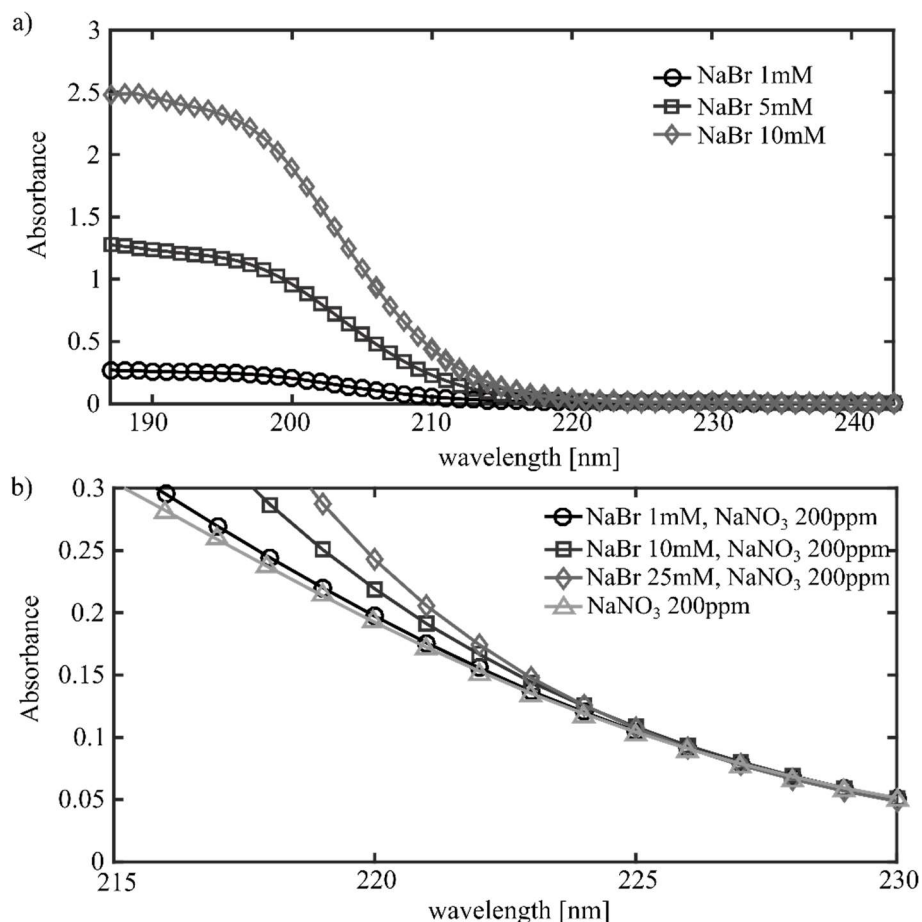 a)
3
2.5
2
1.5
1
0.5
0
Absorbance
NaBr 1mM
NaBr 5mM
NaBr 10mM
190 200 210 220 230 240
wavelength [nm]
b)
0.3
0.25
0.2
0.15
0.1
0.05
0
Absorbance
NaBr 1mM, NaNO₃ 200ppm
NaBr 10mM, NaNO₃ 200ppm
NaBr 25mM, NaNO₃ 200ppm
NaNO₃ 200ppm
215 220 225 230
wavelength [nm]